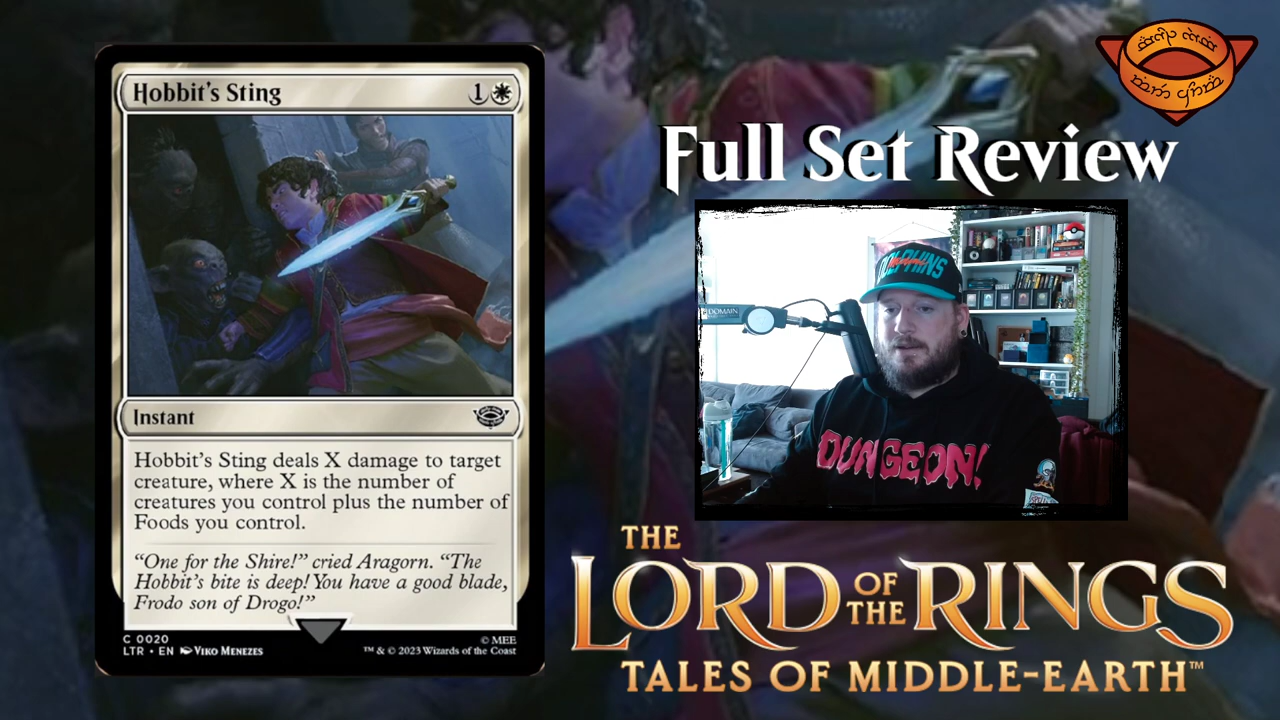 Hobbit's Sting 1
Instant
Hobbit's Sting deals X damage to target
creature, where X is the number of
creatures you control plus the number of
Foods you control.
“One for the Shire!” cried Aragorn. “The
Hobbit's bite is deep! You have a good blade,
Frodo son of Drogo!”
C 0020
LTR • EN Viko Menezes
© MEE
™ & © 2023 Wizards of the Coast
Full Set Review
DOLPHINS
DOMAIN
DUNGEON!
THE
LORD OF THE RINGS
TALES OF MIDDLE-EARTH™